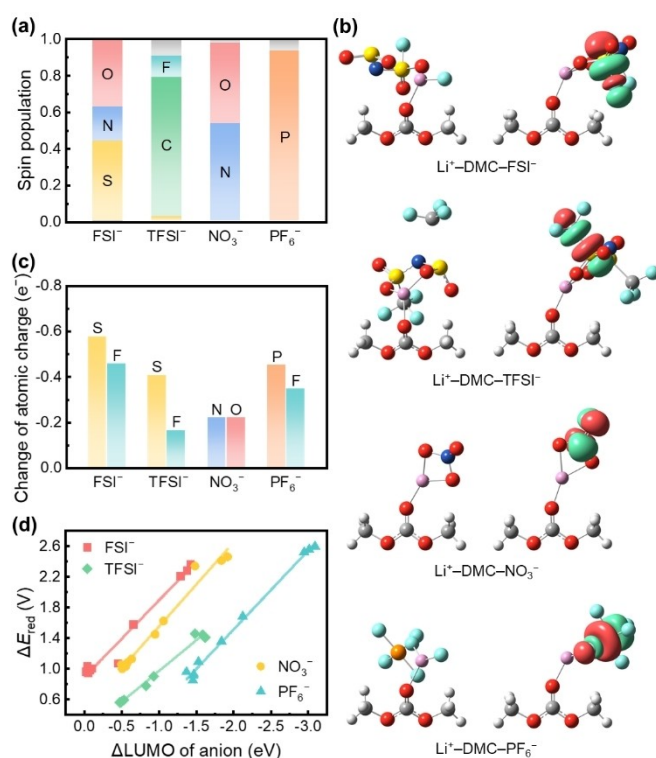 (a)
Spin population
1.0
0.8
0.6
0.4
0.2
0.0
O
N
S
F
C
O
N
P
FSI⁻
TFSI⁻
NO₃⁻
PF₆⁻
(b)
Li⁺–DMC–FSI⁻
Li⁺–DMC–TFSI⁻
Li⁺–DMC–NO₃⁻
Li⁺–DMC–PF₆⁻
(c)
Change of atomic charge (e⁻)
-0.8
-0.6
-0.4
-0.2
0.0
S
F
S
F
N
O
P
F
FSI⁻
TFSI⁻
NO₃⁻
PF₆⁻
(d)
ΔE_red (V)
2.6
2.2
1.8
1.4
1.0
0.6
FSI⁻
TFSI⁻
NO₃⁻
PF₆⁻
0.0
-0.5
-1.0
-1.5
-2.0
-2.5
-3.0
ΔLUMO of anion (eV)